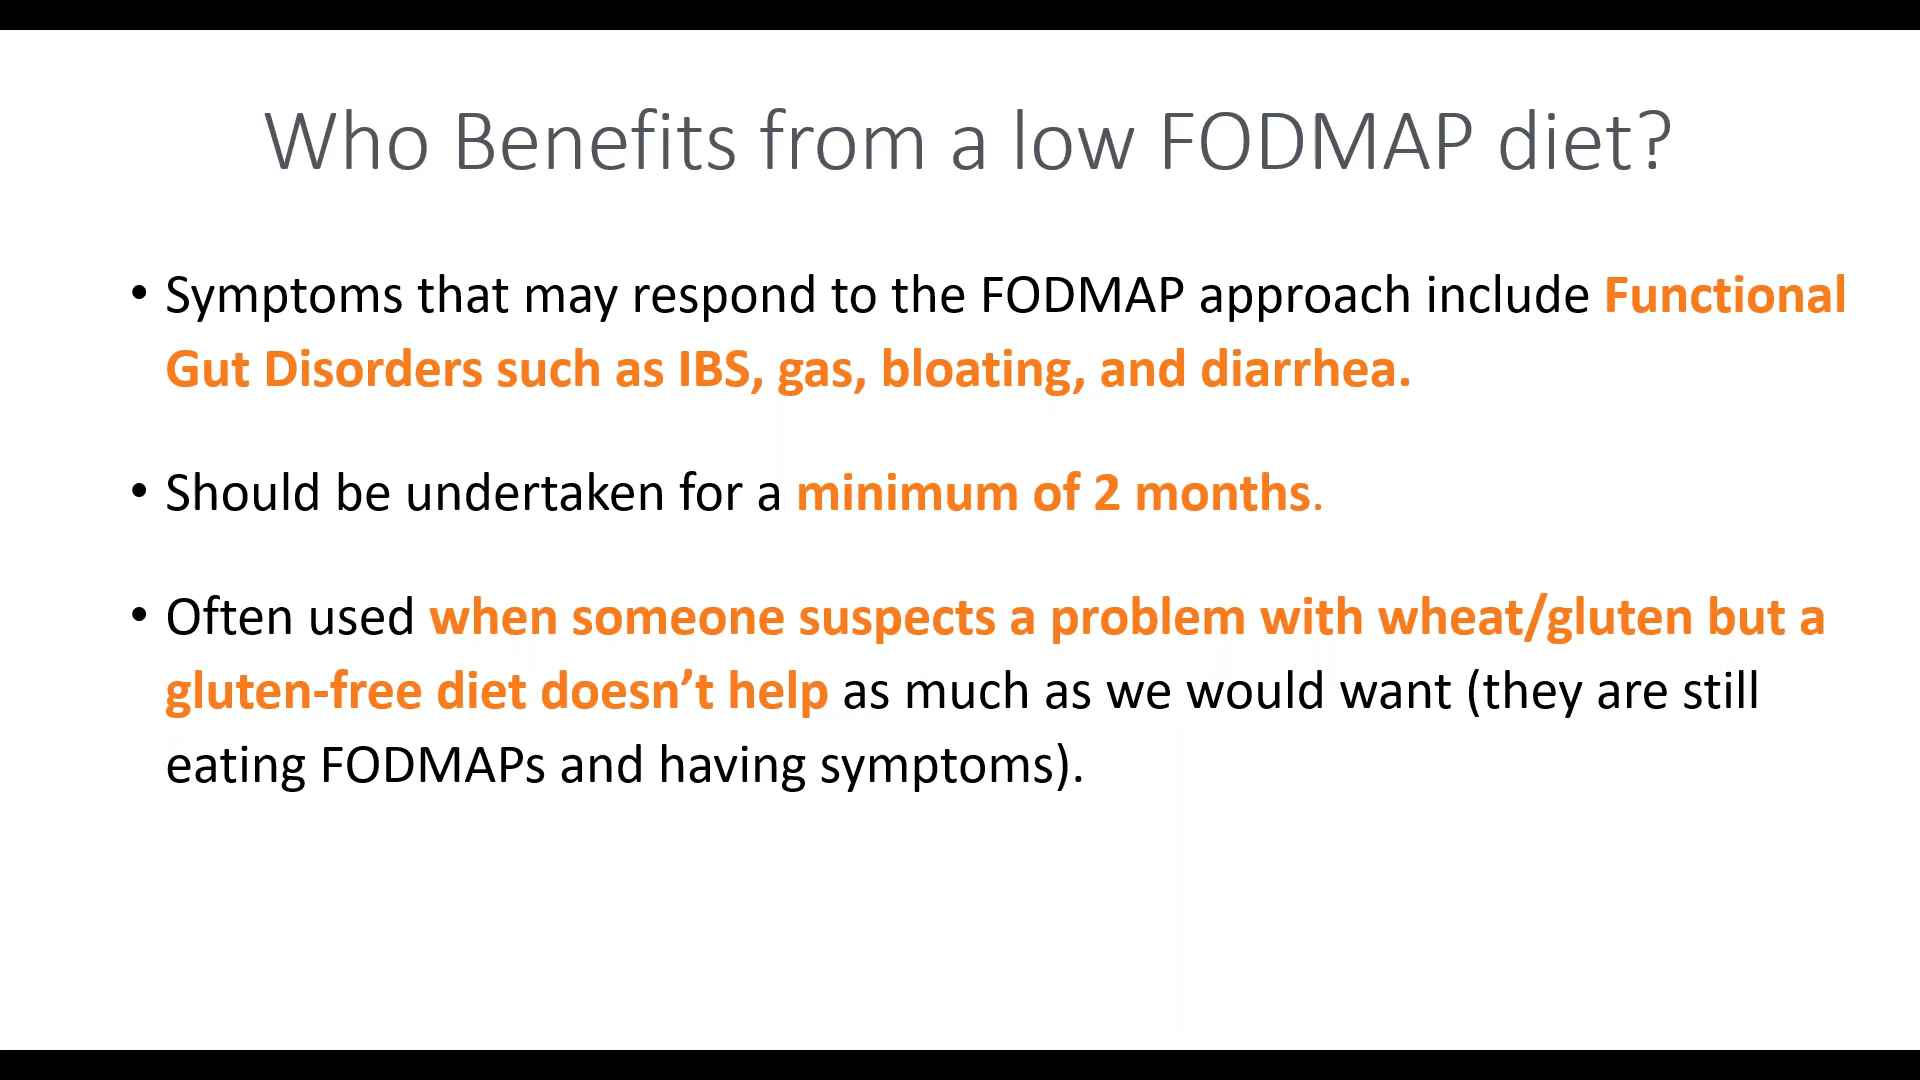 Who Benefits from a low FODMAP diet?
• Symptoms that may respond to the FODMAP approach include Functional
Gut Disorders such as IBS, gas, bloating, and diarrhea.
• Should be undertaken for a minimum of 2 months.
• Often used when someone suspects a problem with wheat/gluten but a
gluten-free diet doesn’t help as much as we would want (they are still
eating FODMAPs and having symptoms).